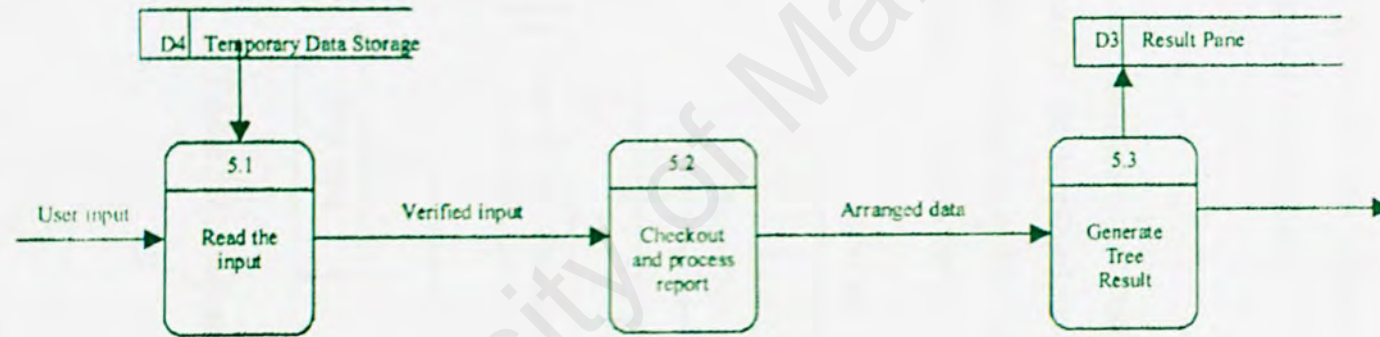 D4 Temporary Data Storage
D3 Result Pane
5.1
5.2
5.3
User input
Verified input
Arranged data
Read the
input
Checkout
and process
report
Generate
Tree
Result